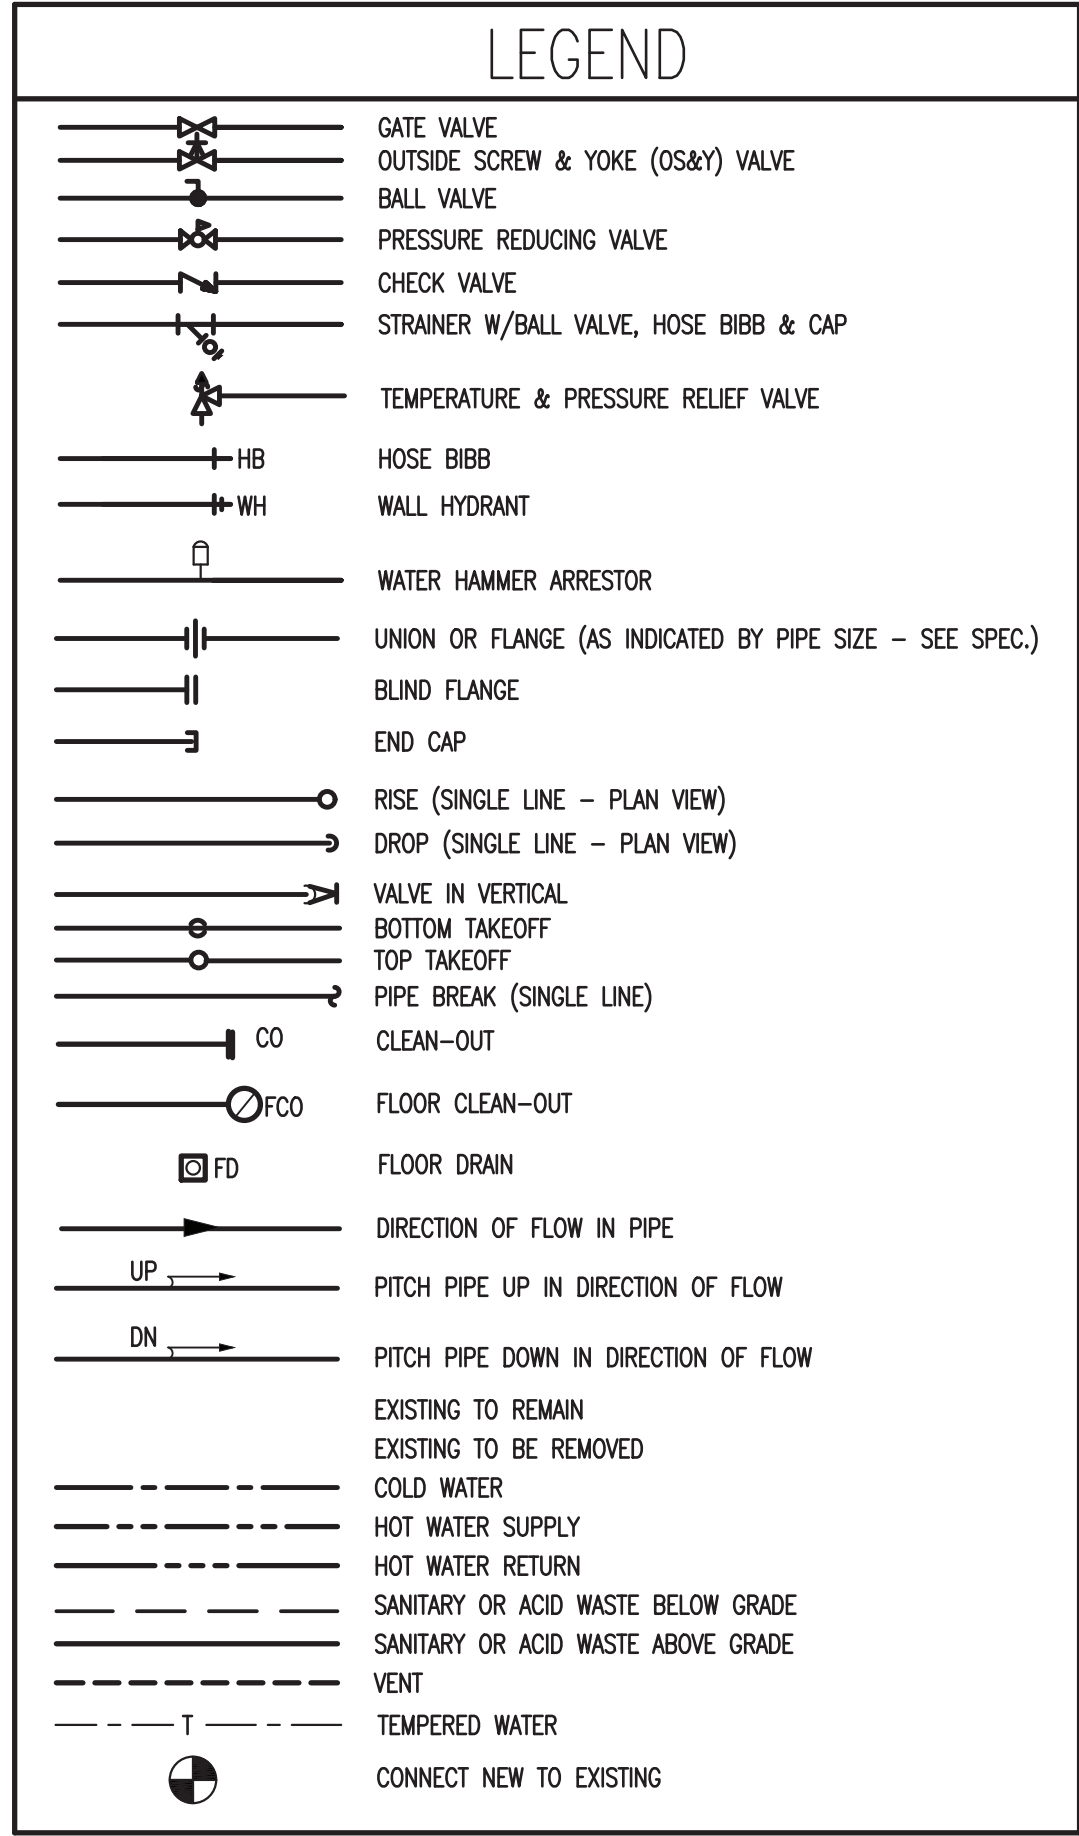 LEGEND
GATE VALVE
OUTSIDE SCREW & YOKE (OS&Y) VALVE
BALL VALVE
PRESSURE REDUCING VALVE
CHECK VALVE
STRAINER W/BALL VALVE, HOSE BIBB & CAP
TEMPERATURE & PRESSURE RELIEF VALVE
HB HOSE BIBB
WH WALL HYDRANT
WATER HAMMER ARRESTOR
UNION OR FLANGE (AS INDICATED BY PIPE SIZE – SEE SPEC.)
BLIND FLANGE
END CAP
RISE (SINGLE LINE – PLAN VIEW)
DROP (SINGLE LINE – PLAN VIEW)
VALVE IN VERTICAL
BOTTOM TAKEOFF
TOP TAKEOFF
PIPE BREAK (SINGLE LINE)
CO CLEAN–OUT
FCO FLOOR CLEAN–OUT
FD FLOOR DRAIN
DIRECTION OF FLOW IN PIPE
UP PITCH PIPE UP IN DIRECTION OF FLOW
DN PITCH PIPE DOWN IN DIRECTION OF FLOW
EXISTING TO REMAIN
EXISTING TO BE REMOVED
COLD WATER
HOT WATER SUPPLY
HOT WATER RETURN
SANITARY OR ACID WASTE BELOW GRADE
SANITARY OR ACID WASTE ABOVE GRADE
VENT
T TEMPERED WATER
CONNECT NEW TO EXISTING